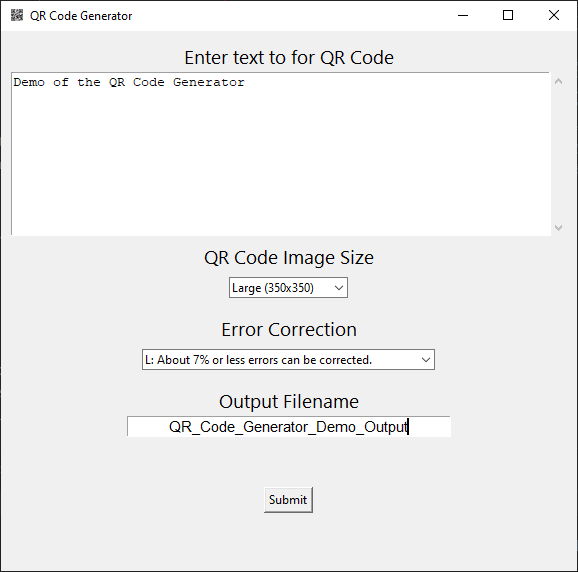 QR Code Generator
Enter text to for QR Code
Demo of the QR Code Generator
QR Code Image Size
Large (350x350)
Error Correction
L: About 7% or less errors can be corrected.
Output Filename
QR_Code_Generator_Demo_Output
Submit